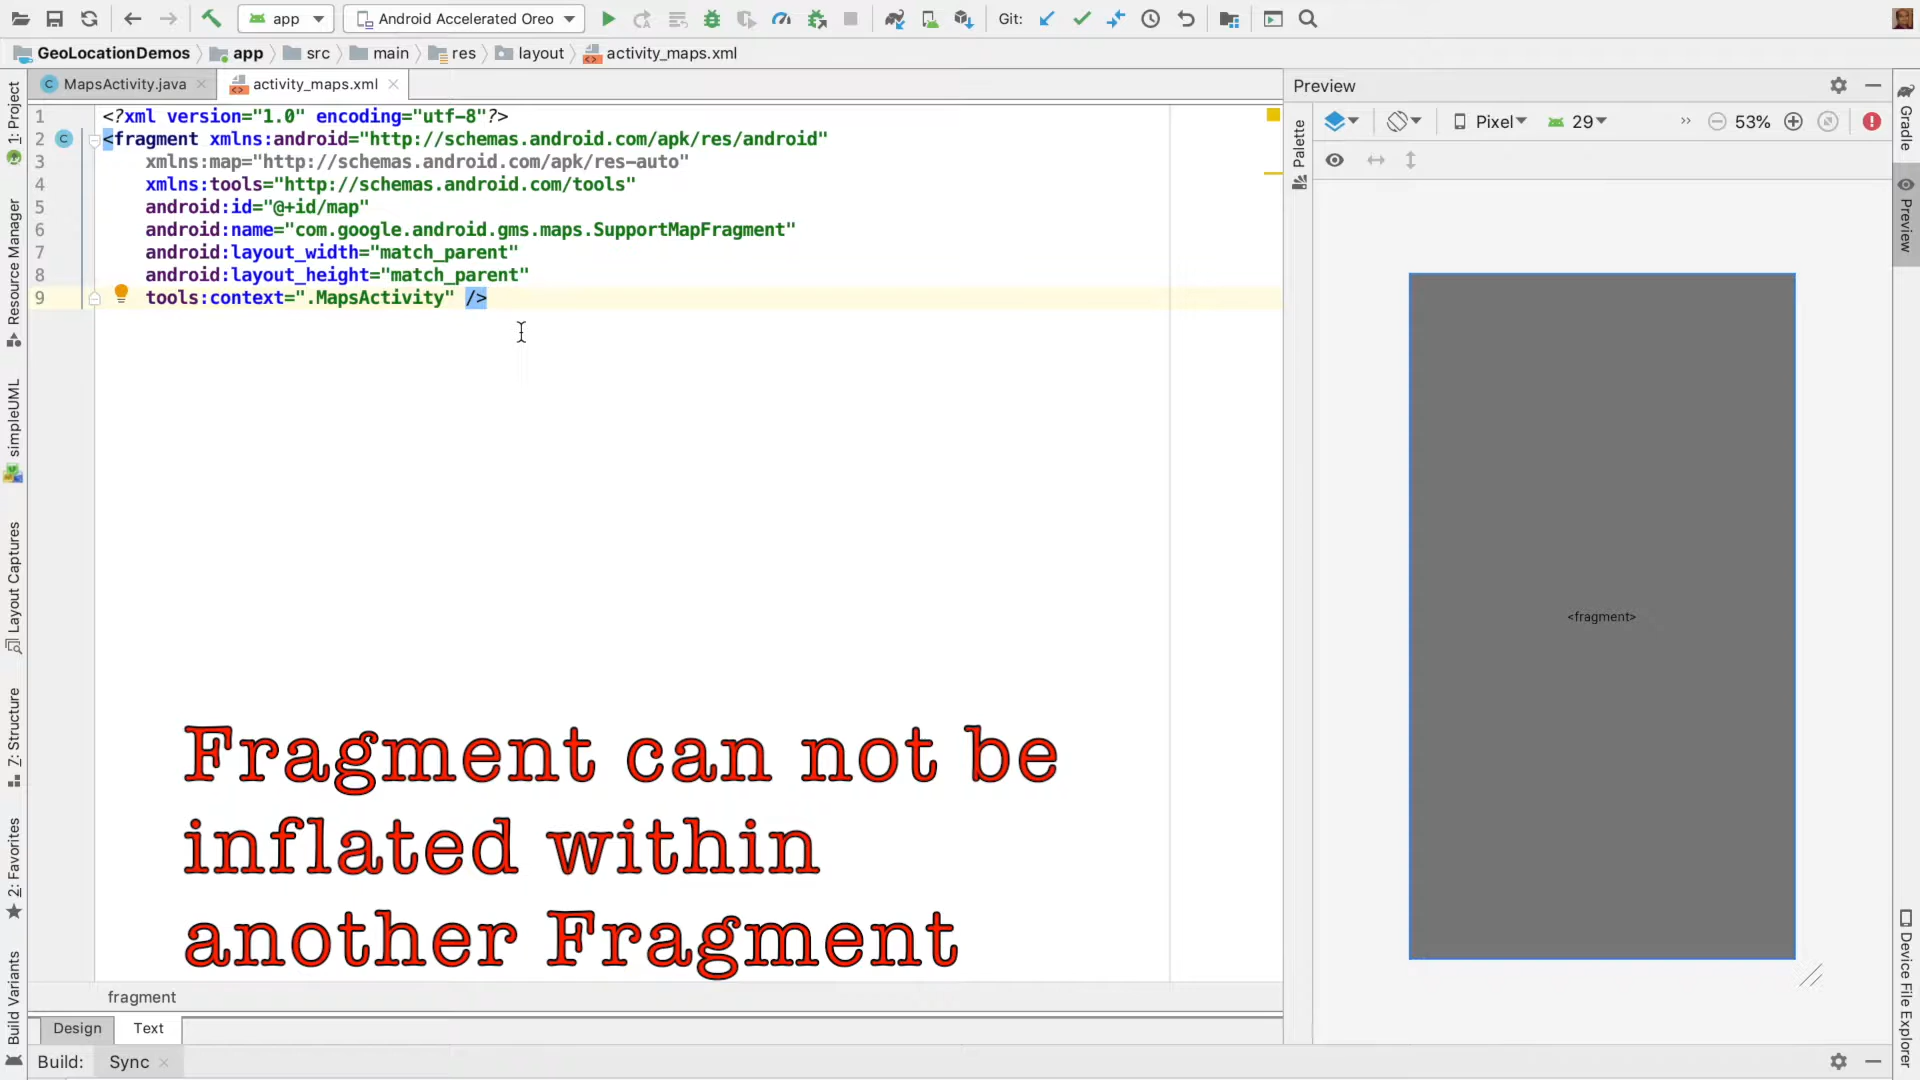 app
Android Accelerated Oreo
Git:
GeoLocationDemos
app
src
main
res
layout
activity_maps.xml
MapsActivity.java
activity_maps.xml
1 <?xml version="1.0" encoding="utf-8"?>
2 <fragment xmlns:android="http://schemas.android.com/apk/res/android"
3 xmlns:map="http://schemas.android.com/apk/res-auto"
4 xmlns:tools="http://schemas.android.com/tools"
5 android:id="@+id/map"
6 android:name="com.google.android.gms.maps.SupportMapFragment"
7 android:layout_width="match_parent"
8 android:layout_height="match_parent"
9 tools:context=".MapsActivity" />
Fragment can not be
inflated within
another Fragment
fragment
Design
Text
Build:
Sync
1: Project
Resource Manager
simpleUML
Layout Captures
7: Structure
2: Favorites
Build Variants
Preview
Palette
Pixel
29
53%
<fragment>
Gradle
Preview
Device File Explorer